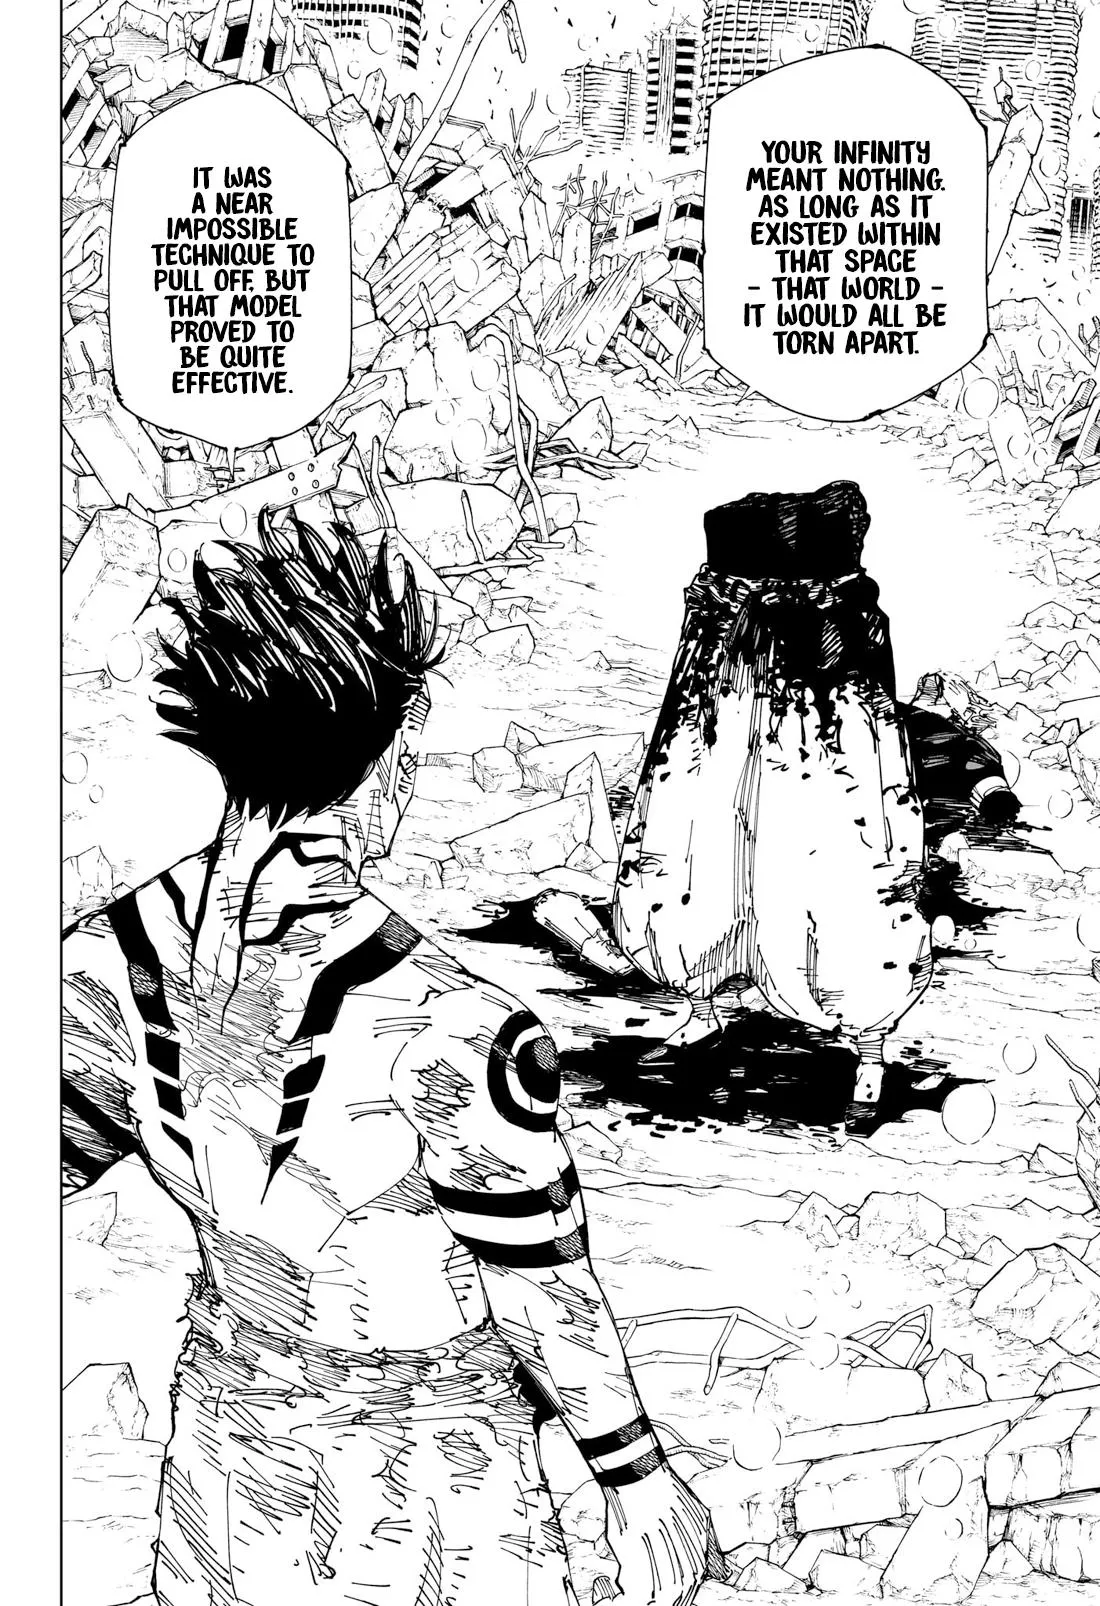 YOUR INFINITY
MEANT NOTHING.
AS LONG AS IT
EXISTED WITHIN
THAT SPACE
- THAT WORLD -
IT WOULD ALL BE
TORN APART.
IT WAS
A NEAR
IMPOSSIBLE
TECHNIQUE TO
PULL OFF, BUT
THAT MODEL
PROVED TO
BE QUITE
EFFECTIVE.